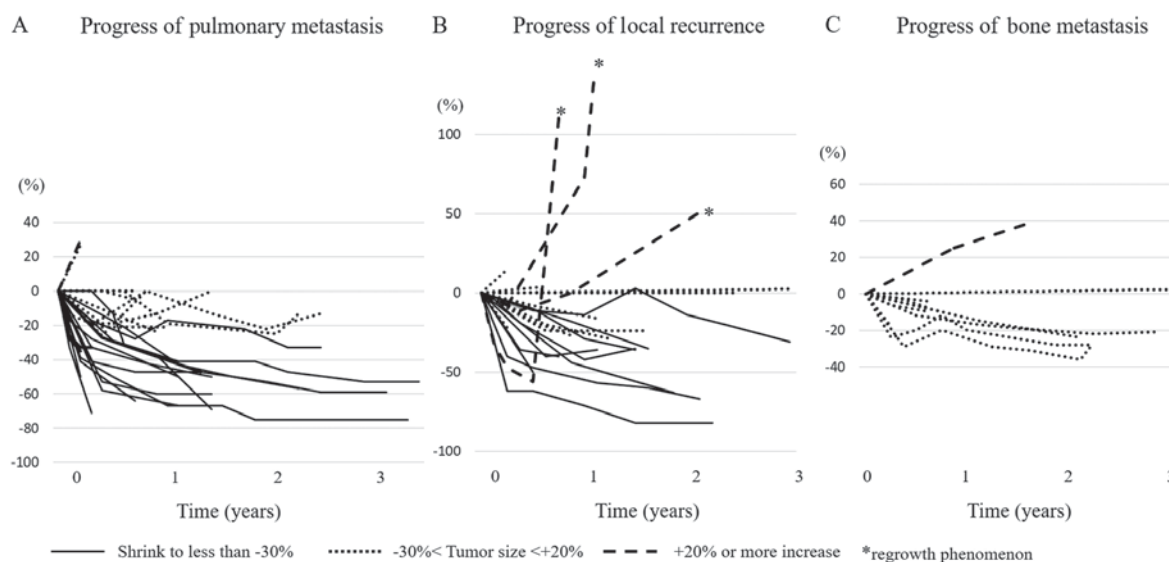 A Progress of pulmonary metastasis
(%)
40
20
0
-20
-40
-60
-80
-100
0 1 2 3
Time (years)
B Progress of local recurrence
(%)
100
50
0
-50
-100
* * *
0 1 2 3
Time (years)
C Progress of bone metastasis
(%)
60
40
20
0
-20
-40
0 1 2 3
Time (years)
Shrink to less than -30% -30%< Tumor size <+20% +20% or more increase *regrowth phenomenon